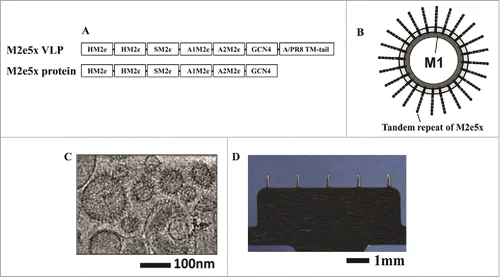 A
M2e5x VLP HM2e HM2e SM2e A1M2e A2M2e GCN4 A/PR8 TM-tail
M2e5x protein HM2e HM2e SM2e A1M2e A2M2e GCN4
B
M1
Tandem repeat of M2e5x
C
100nm
D
1mm